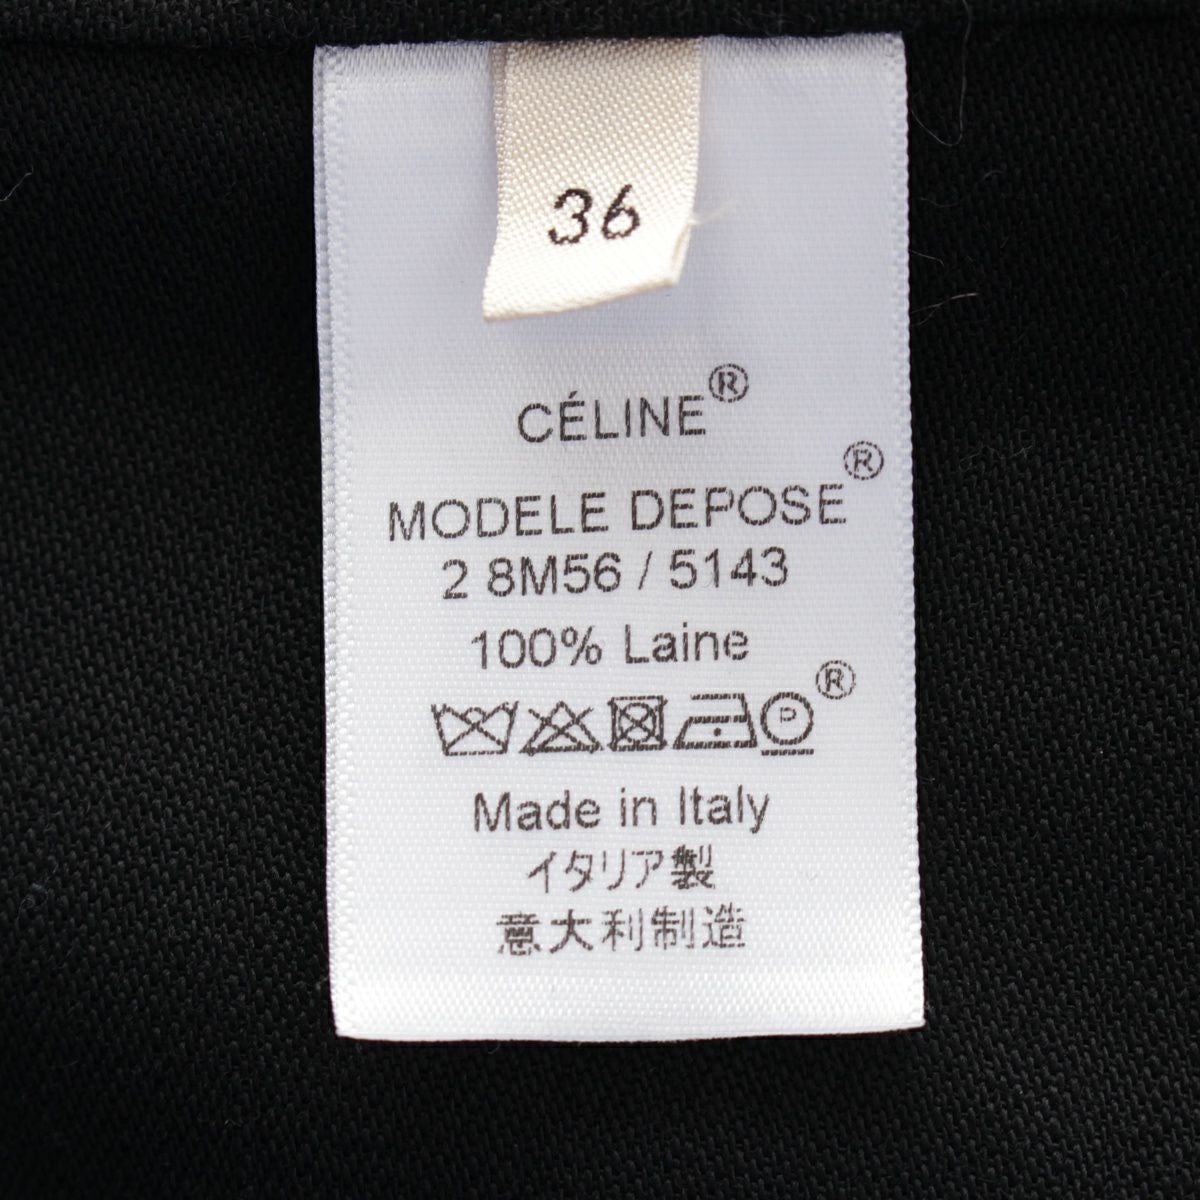 36
CÉLINE®
MODELE DEPOSE®
2 8M56 / 5143
100% Laine
P ®
Made in Italy
イタリア製
意大利制造